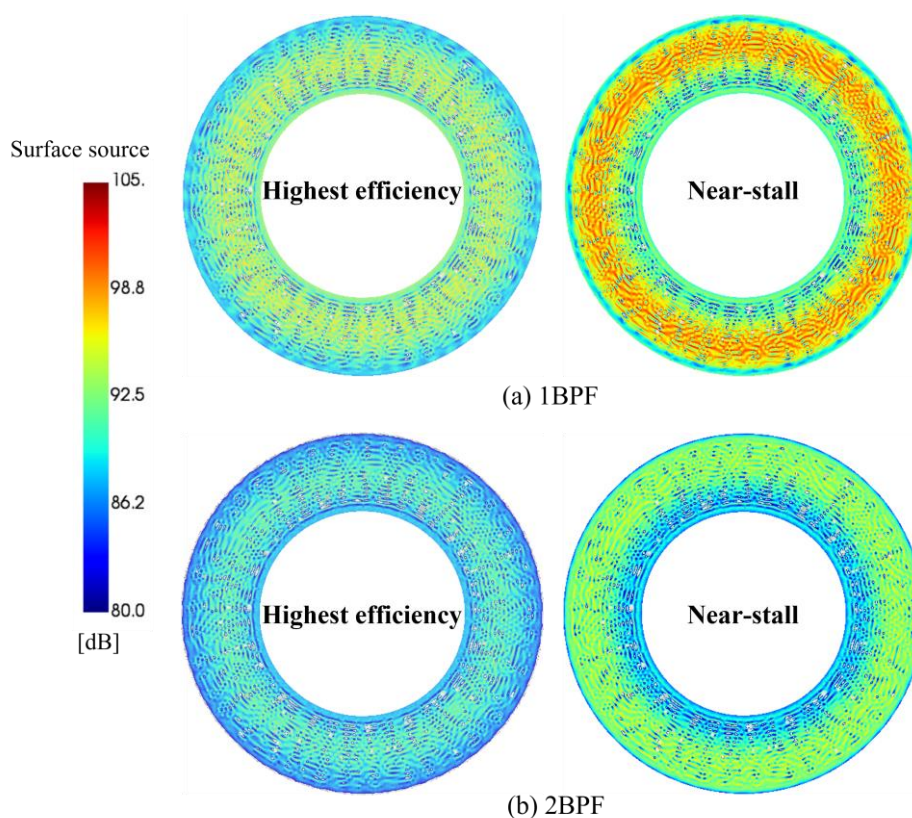 Surface source
105.
98.8
92.5
86.2
80.0
[dB]
Highest efficiency
Near-stall
(a) 1BPF
Highest efficiency
Near-stall
(b) 2BPF